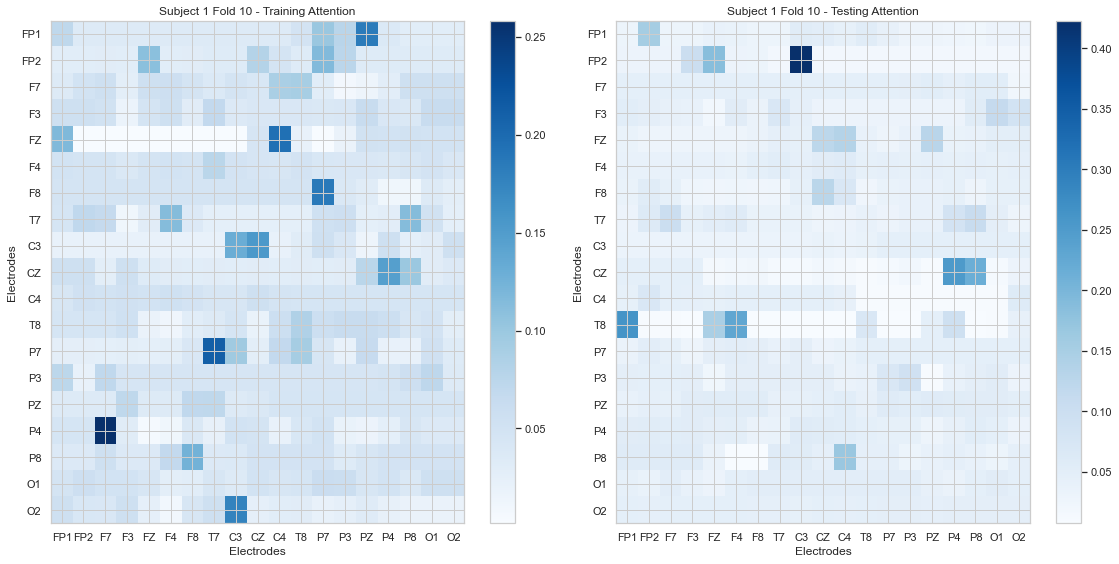 Subject 1 Fold 10 - Training Attention
FP1
FP2
F7
F3
FZ
F4
F8
T7
C3
CZ
C4
T8
P7
P3
PZ
P4
P8
O1
O2
Electrodes
FP1 FP2 F7 F3 FZ F4 F8 T7 C3 CZ C4 T8 P7 P3 PZ P4 P8 O1 O2
Electrodes
0.25
0.20
0.15
0.10
0.05
Subject 1 Fold 10 - Testing Attention
FP1
FP2
F7
F3
FZ
F4
F8
T7
C3
CZ
C4
T8
P7
P3
PZ
P4
P8
O1
O2
Electrodes
FP1 FP2 F7 F3 FZ F4 F8 T7 C3 CZ C4 T8 P7 P3 PZ P4 P8 O1 O2
Electrodes
0.40
0.35
0.30
0.25
0.20
0.15
0.10
0.05